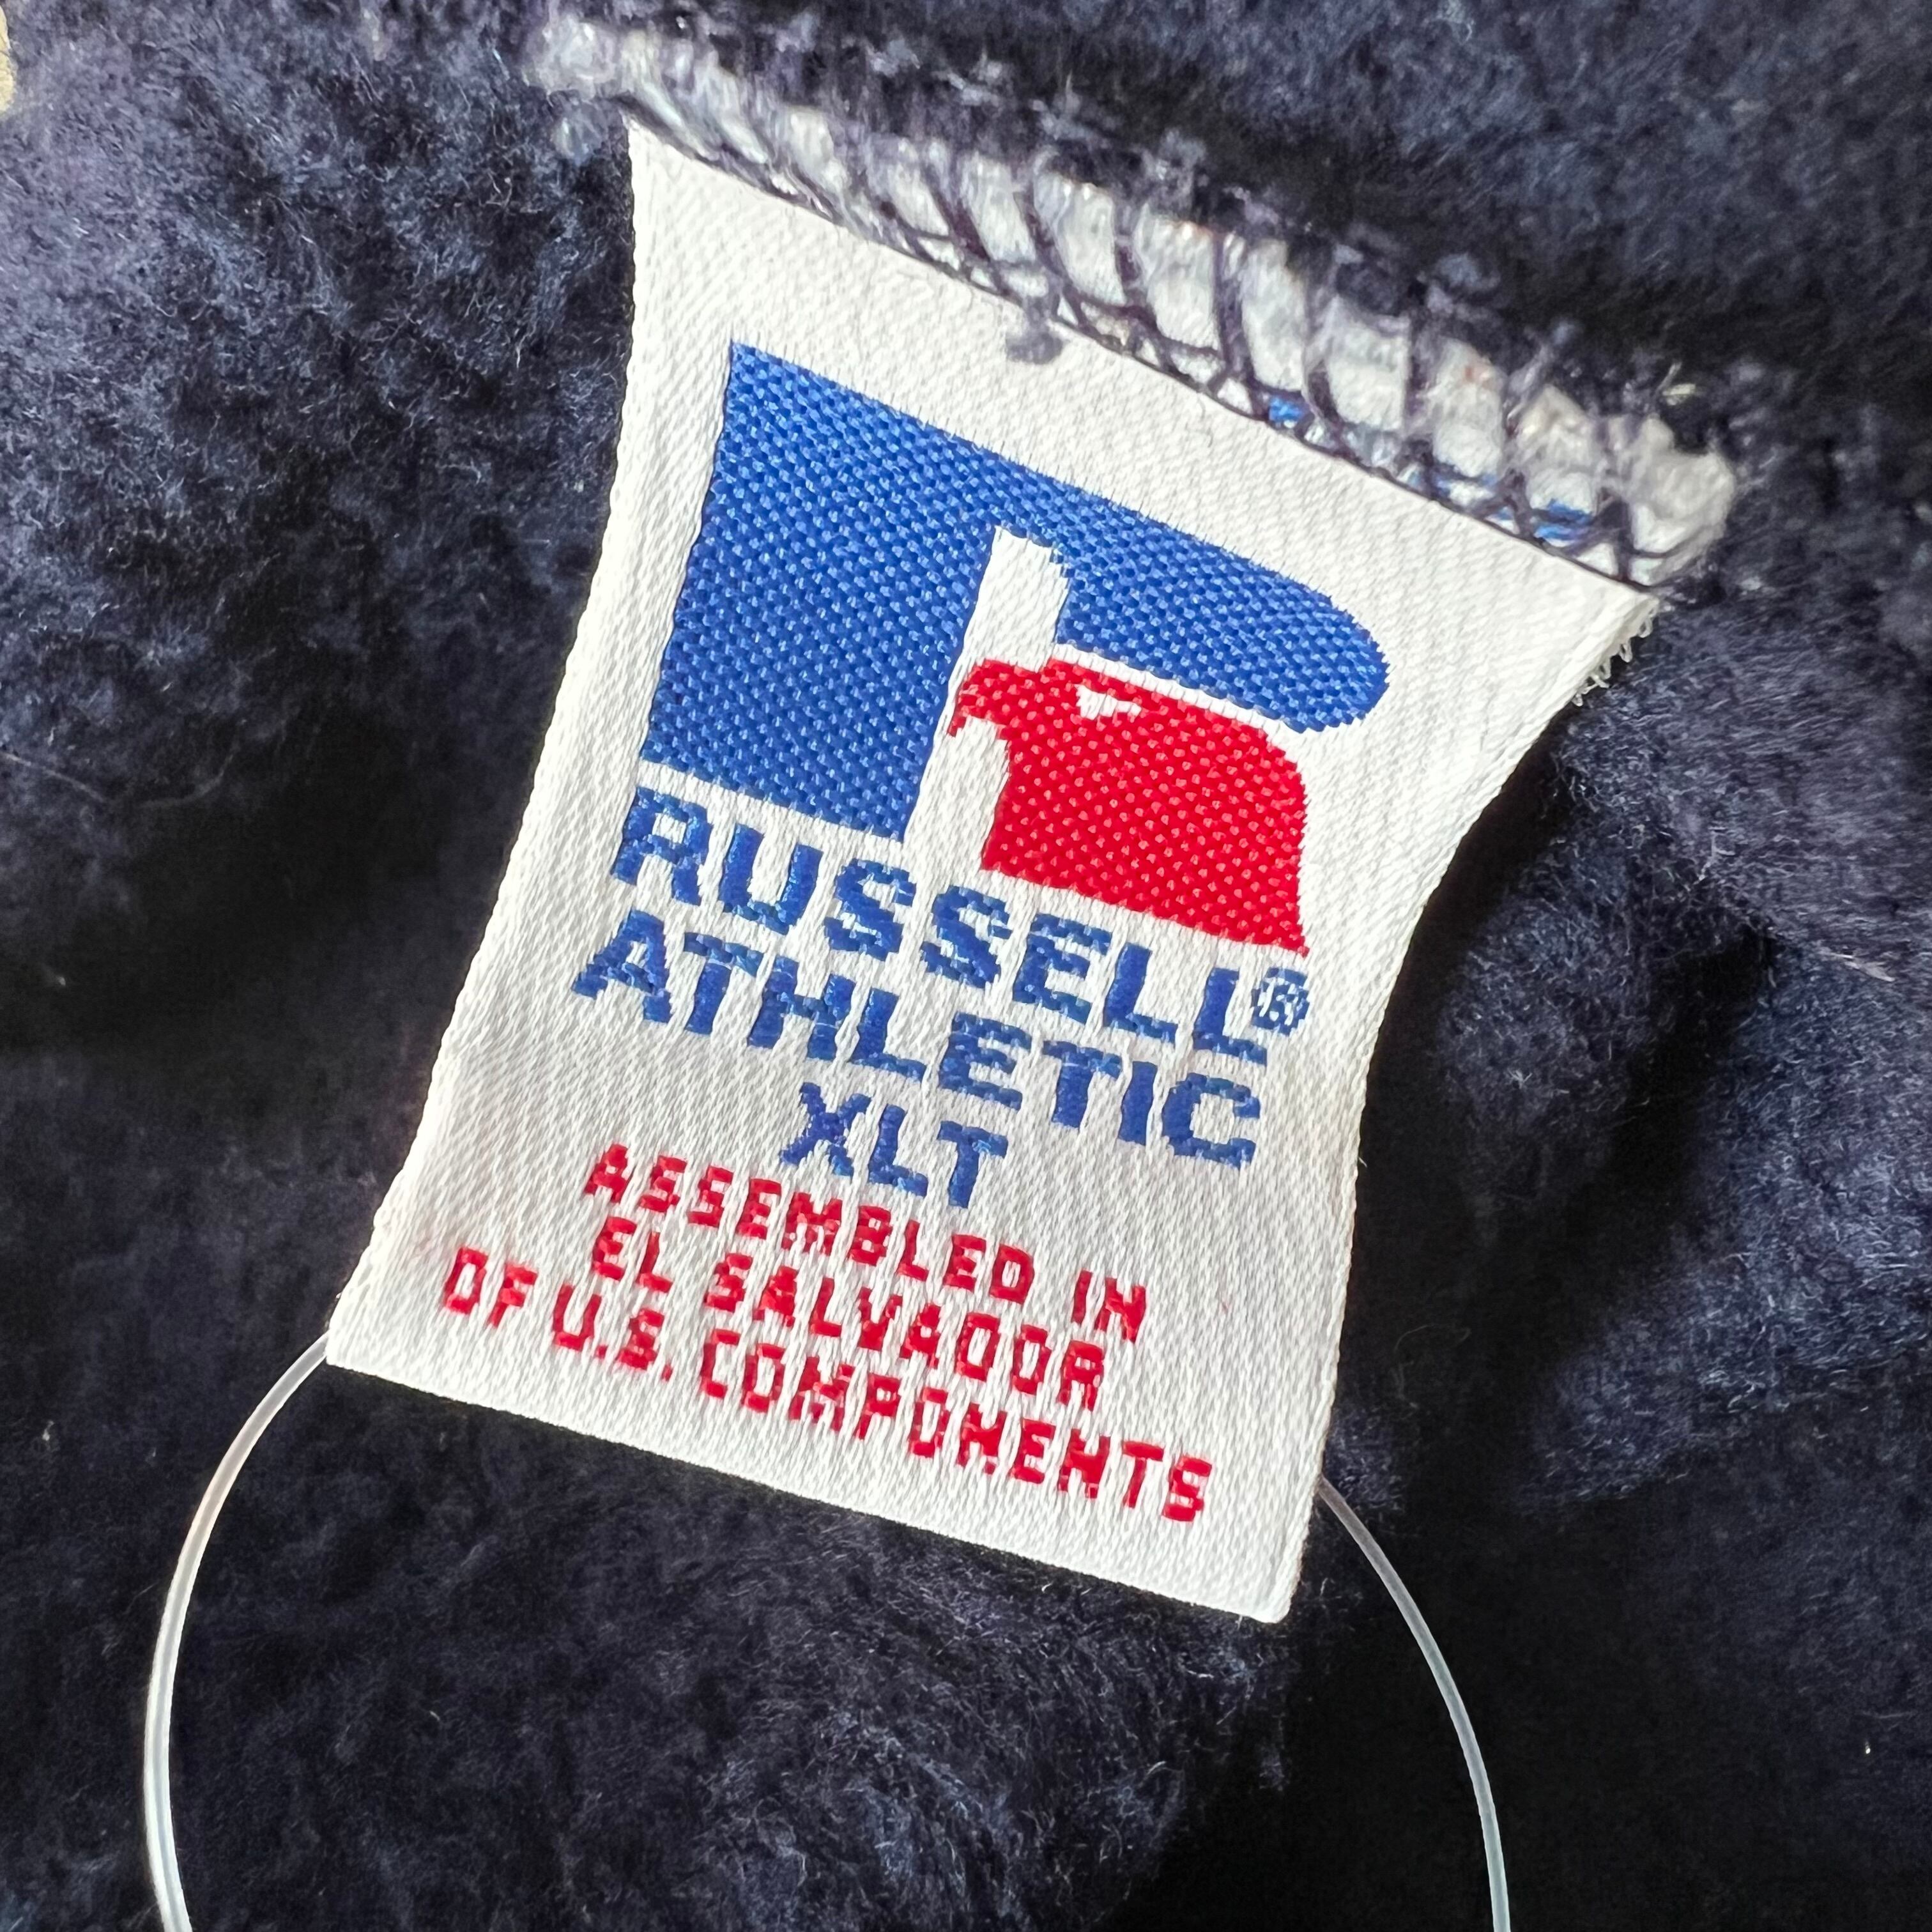 RUSSELL®
ATHLETIC
XLT
ASSEMBLED IN
EL SALVADOR
OF U.S. COMPONENTS